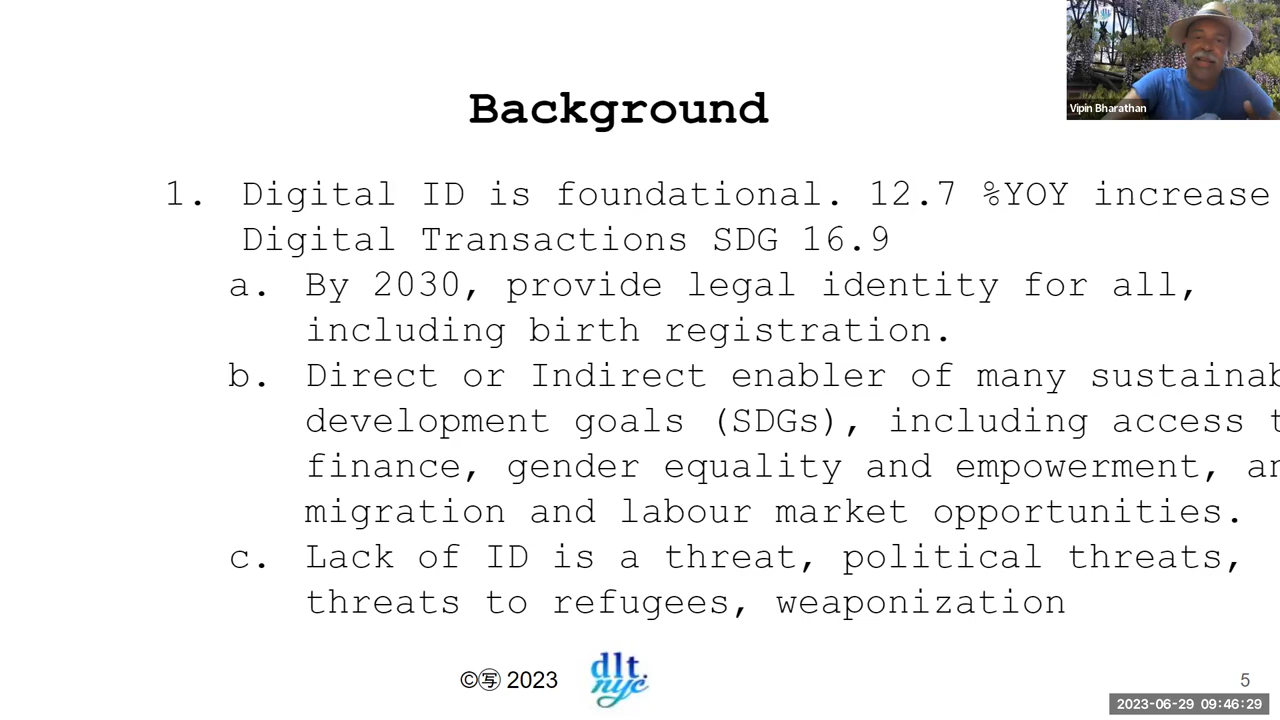 Vipin Bharathan
Background
1. Digital ID is foundational. 12.7 %YOY increase
Digital Transactions SDG 16.9
a. By 2030, provide legal identity for all,
including birth registration.
b. Direct or Indirect enabler of many sustainab
development goals (SDGs), including access t
finance, gender equality and empowerment, an
migration and labour market opportunities.
c. Lack of ID is a threat, political threats,
threats to refugees, weaponization
©㊢ 2023
dlt.
nyc
5
2023-06-29 09:46:29